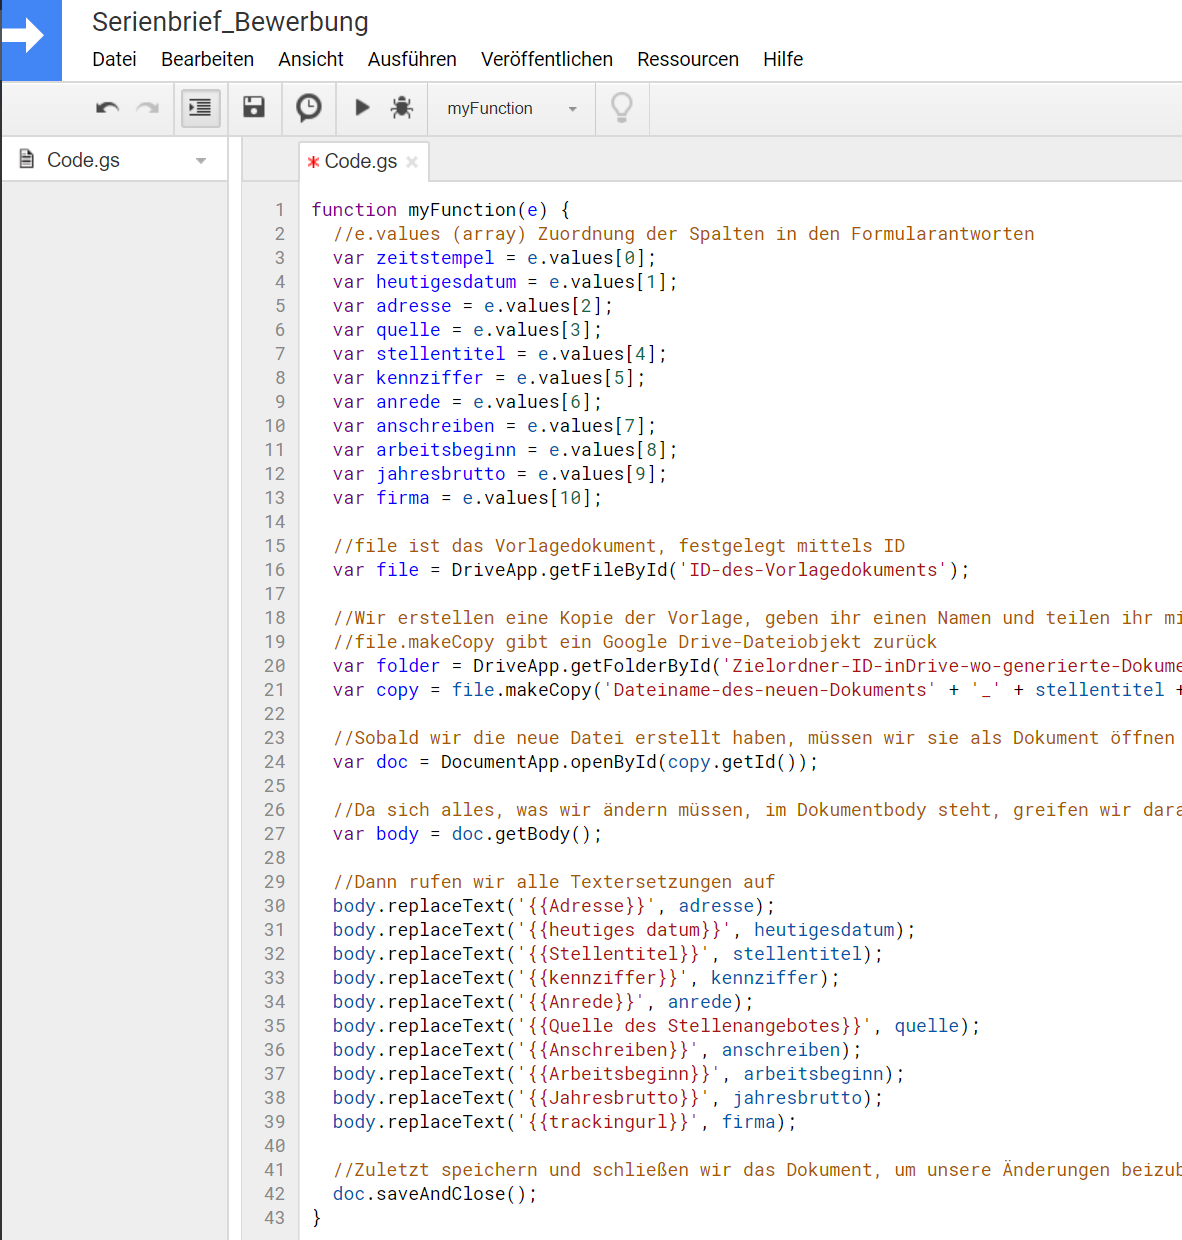 Serienbrief_Bewerbung
Datei Bearbeiten Ansicht Ausführen Veröffentlichen Ressourcen Hilfe
myFunction
Code.gs
Code.gs
1 function myFunction(e) {
2 //e.values (array) Zuordnung der Spalten in den Formularantworten
3 var zeitstempel = e.values[0];
4 var heutigesdatum = e.values[1];
5 var adresse = e.values[2];
6 var quelle = e.values[3];
7 var stellentitel = e.values[4];
8 var kennziffer = e.values[5];
9 var anrede = e.values[6];
10 var anschreiben = e.values[7];
11 var arbeitsbeginn = e.values[8];
12 var jahresbrutto = e.values[9];
13 var firma = e.values[10];
14
15 //file ist das Vorlagedokument, festgelegt mittels ID
16 var file = DriveApp.getFileById('ID-des-Vorlagedokuments');
17
18 //Wir erstellen eine Kopie der Vorlage, geben ihr einen Namen und teilen ihr mi
19 //file.makeCopy gibt ein Google Drive-Dateiobjekt zurück
20 var folder = DriveApp.getFolderById('Zielordner-ID-inDrive-wo-generierte-Dokume
21 var copy = file.makeCopy('Dateiname-des-neuen-Dokuments' + '_' + stellentitel +
22
23 //Sobald wir die neue Datei erstellt haben, müssen wir sie als Dokument öffnen
24 var doc = DocumentApp.openById(copy.getId());
25
26 //Da sich alles, was wir ändern müssen, im Dokumentbody steht, greifen wir dara
27 var body = doc.getBody();
28
29 //Dann rufen wir alle Textersetzungen auf
30 body.replaceText('{{Adresse}}', adresse);
31 body.replaceText('{{heutiges datum}}', heutigesdatum);
32 body.replaceText('{{Stellentitel}}', stellentitel);
33 body.replaceText('{{kennziffer}}', kennziffer);
34 body.replaceText('{{Anrede}}', anrede);
35 body.replaceText('{{Quelle des Stellenangebotes}}', quelle);
36 body.replaceText('{{Anschreiben}}', anschreiben);
37 body.replaceText('{{Arbeitsbeginn}}', arbeitsbeginn);
38 body.replaceText('{{Jahresbrutto}}', jahresbrutto);
39 body.replaceText('{{trackingurl}}', firma);
40
41 //Zuletzt speichern und schließen wir das Dokument, um unsere Änderungen beizub
42 doc.saveAndClose();
43 }